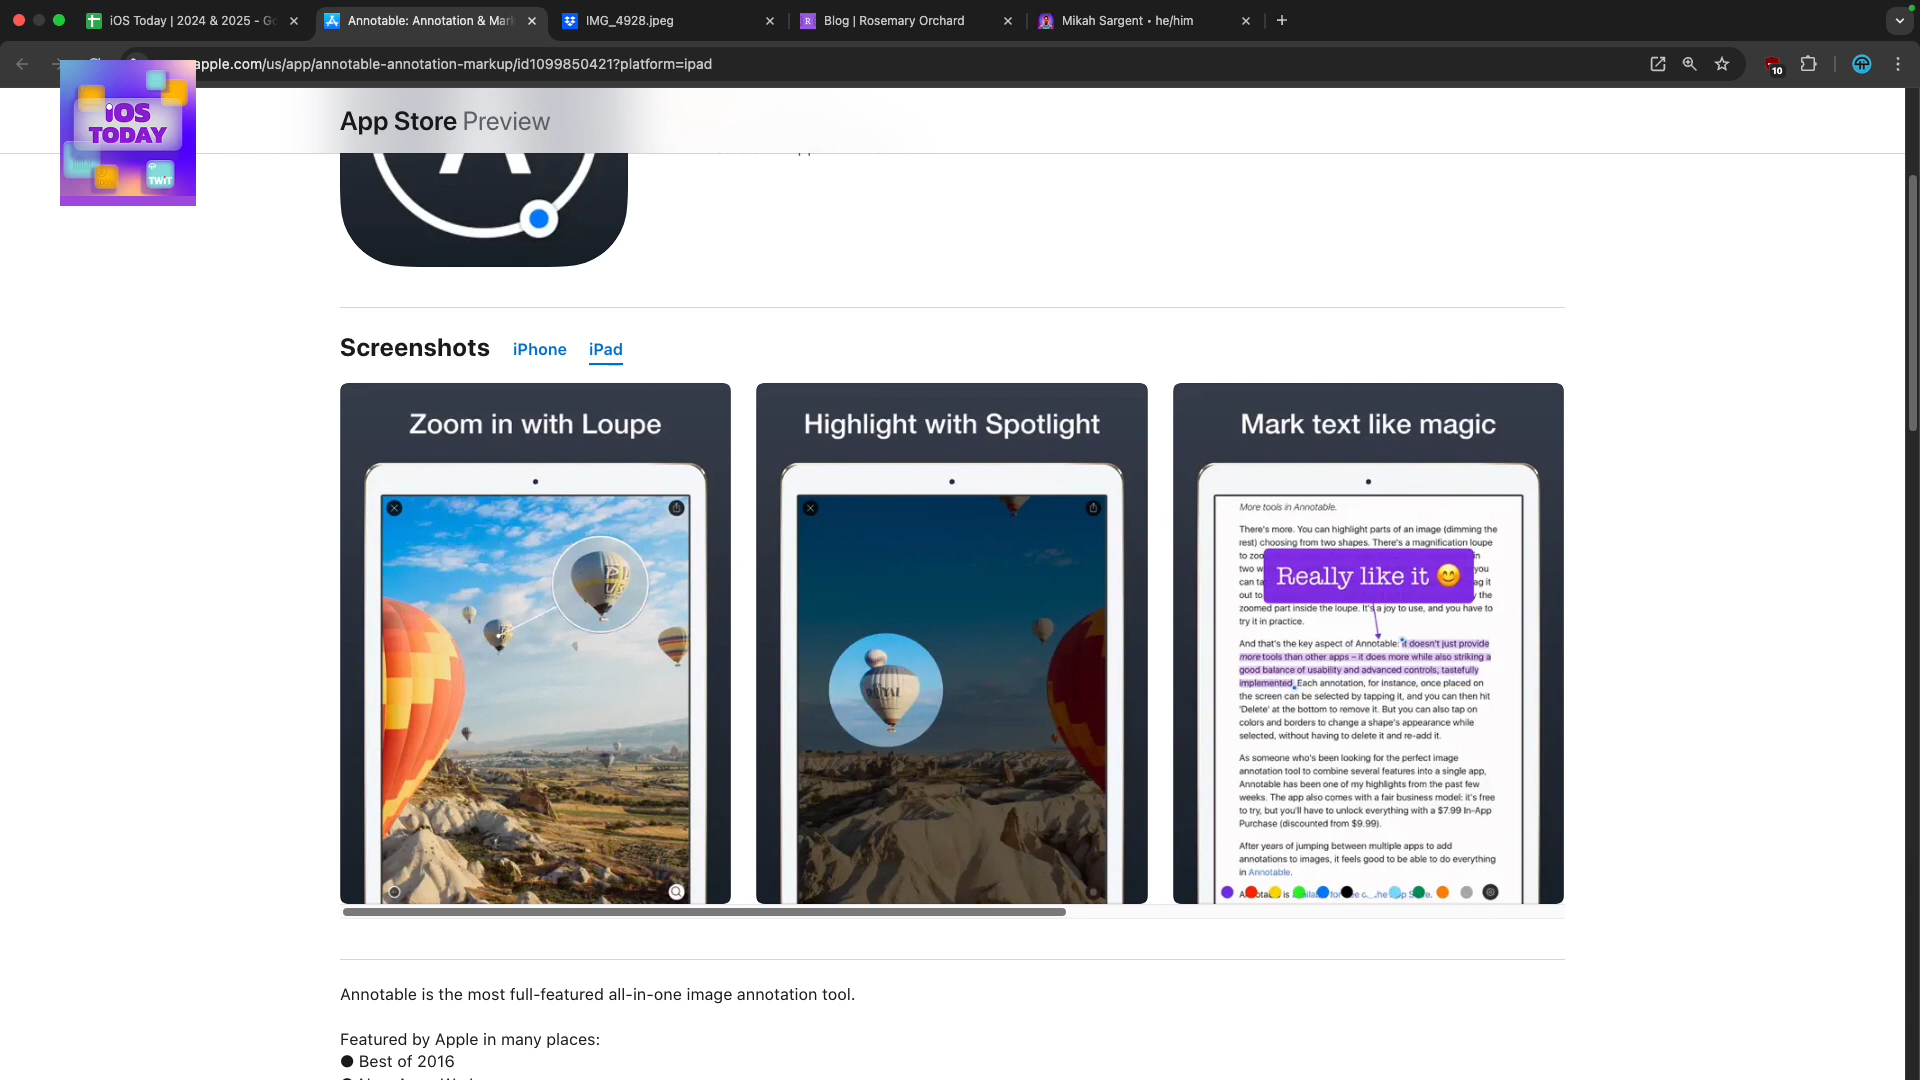 iOS Today | 2024 & 2025 - Go
Annotable: Annotation & Mar
IMG_4928.jpeg
Blog | Rosemary Orchard
Mikah Sargent • he/him
apple.com/us/app/annotable-annotation-markup/id1099850421?platform=ipad
10
iOS
TODAY
TWiT
App Store Preview
Screenshots iPhone iPad
Zoom in with Loupe
Highlight with Spotlight
Mark text like magic
More tools in Annotable.
There's more. You can highlight parts of an image (dimming the
rest) choosing from two shapes. There's a magnification loupe
to zoo
in
two w
you
can ta
ag it
out to
the
Really like it 😊
zoomed part inside the loupe. It's a joy to use, and you have to
try it in practice.
And that's the key aspect of Annotable: it doesn't just provide
more tools than other apps – it does more while also striking a
good balance of usability and advanced controls, tastefully
implemented. Each annotation, for instance, once placed on
the screen can be selected by tapping it, and you can then hit
'Delete' at the bottom to remove it. But you can also tap on
colors and borders to change a shape's appearance while
selected, without having to delete it and re-add it.
As someone who's been looking for the perfect image
annotation tool to combine several features into a single app,
Annotable has been one of my highlights from the past few
weeks. The app also comes with a fair business model: it's free
to try, but you'll have to unlock everything with a $7.99 In-App
Purchase (discounted from $9.99).
After years of jumping between multiple apps to add
annotations to images, it feels good to be able to do everything
in Annotable.
Annotable is the most full-featured all-in-one image annotation tool.
Featured by Apple in many places:
● Best of 2016